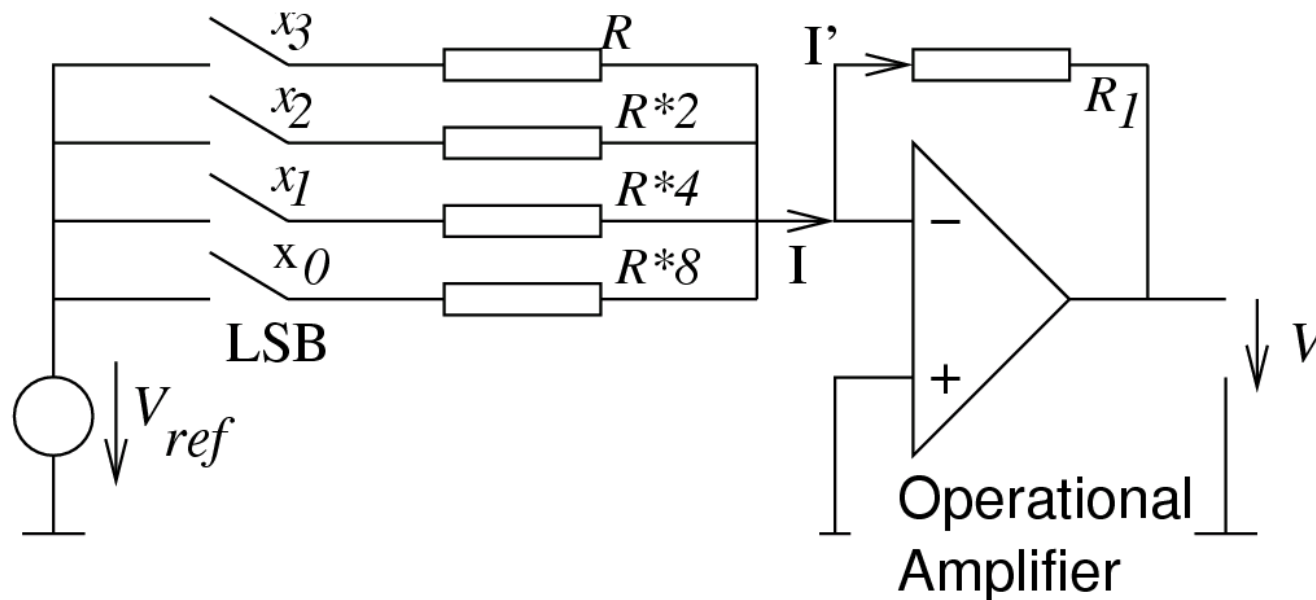 x3
R
I’
x2
R*2
R1
x1
R*4
−
I
x0
R*8
LSB
V
+
Vref
Operational
Amplifier